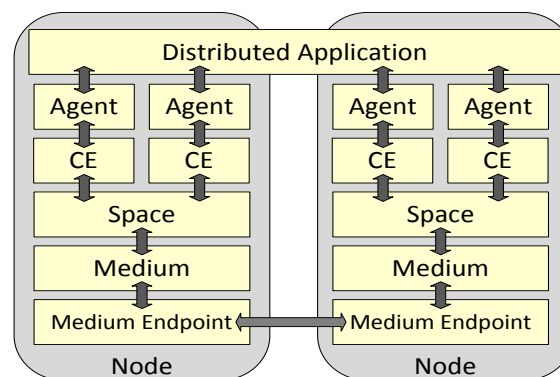 Distributed Application
Agent Agent Agent Agent
CE CE CE CE
Space Space
Medium Medium
Medium Endpoint Medium Endpoint
Node Node